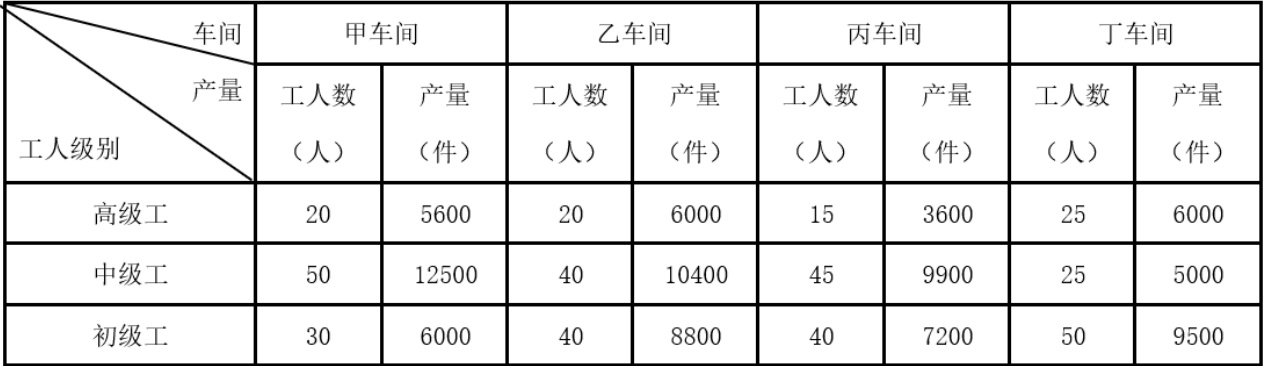 车间 甲车间 乙车间 丙车间 丁车间
产量 工人数 产量 工人数 产量 工人数 产量 工人数 产量
工人级别 （人） （件） （人） （件） （人） （件） （人） （件）
高级工 20 5600 20 6000 15 3600 25 6000
中级工 50 12500 40 10400 45 9900 25 5000
初级工 30 6000 40 8800 40 7200 50 9500